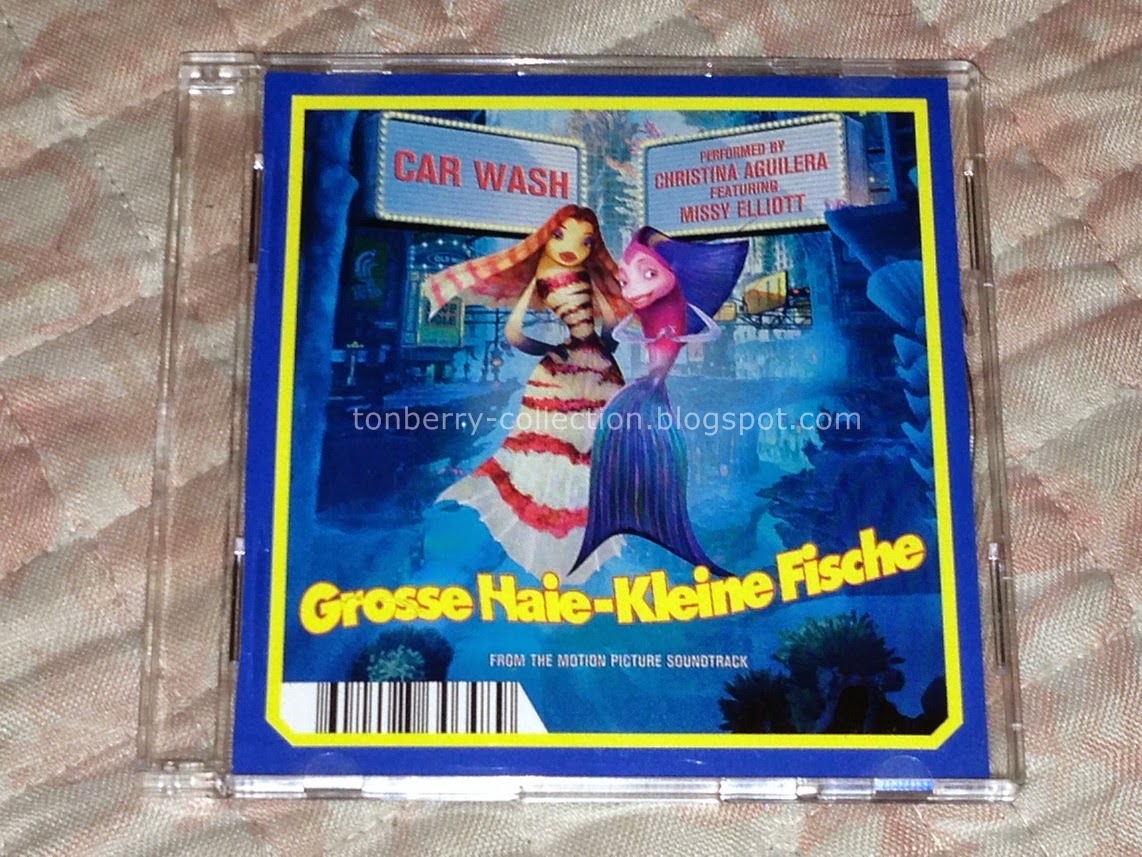 CAR WASH
PERFORMED BY
CHRISTINA AGUILERA
FEATURING
MISSY ELLIOTT
tonberry-collection.blogspot.com
Grosse Haie-Kleine Fische
FROM THE MOTION PICTURE SOUNDTRACK